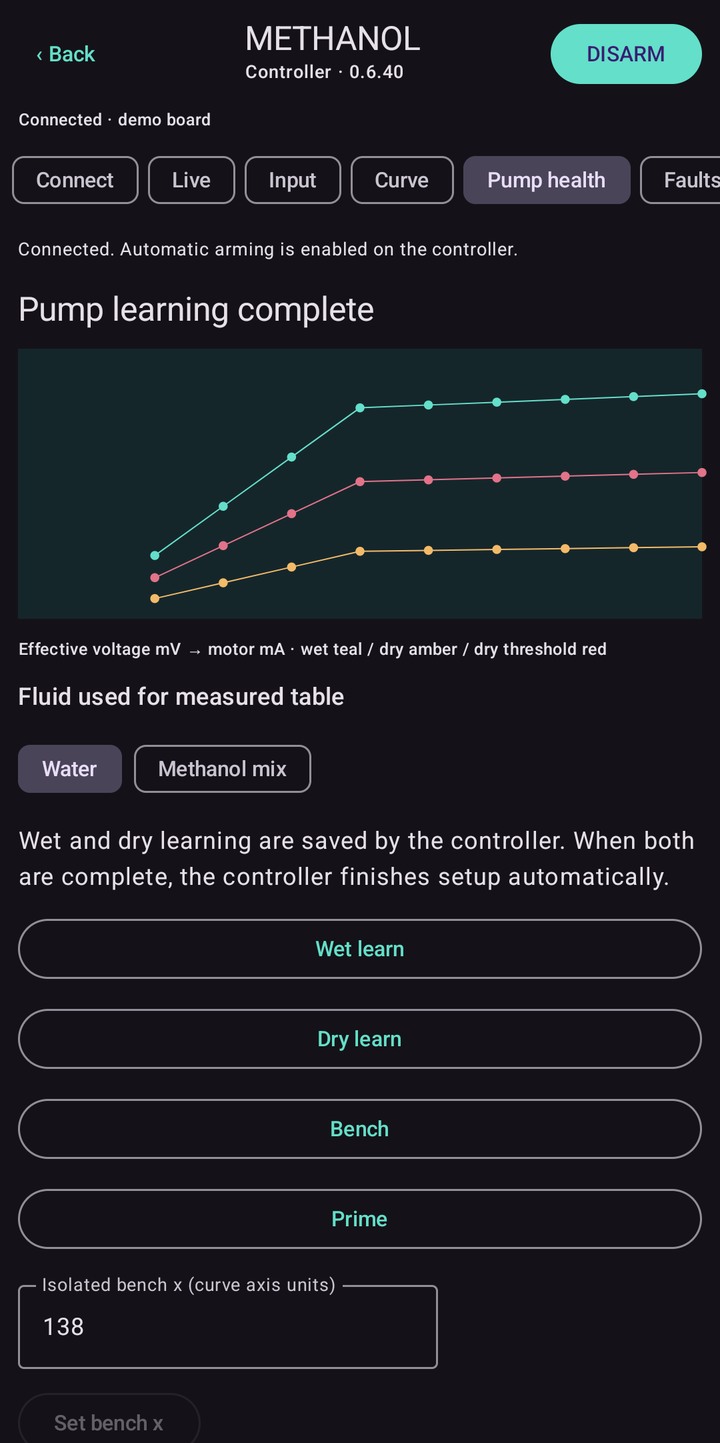 ‹ Back
METHANOL
Controller · 0.6.40
DISARM
Connected · demo board
Connect
Live
Input
Curve
Pump health
Faults
Connected. Automatic arming is enabled on the controller.
Pump learning complete
Effective voltage mV → motor mA · wet teal / dry amber / dry threshold red
Fluid used for measured table
Water
Methanol mix
Wet and dry learning are saved by the controller. When both
are complete, the controller finishes setup automatically.
Wet learn
Dry learn
Bench
Prime
Isolated bench x (curve axis units)
138
Set bench x